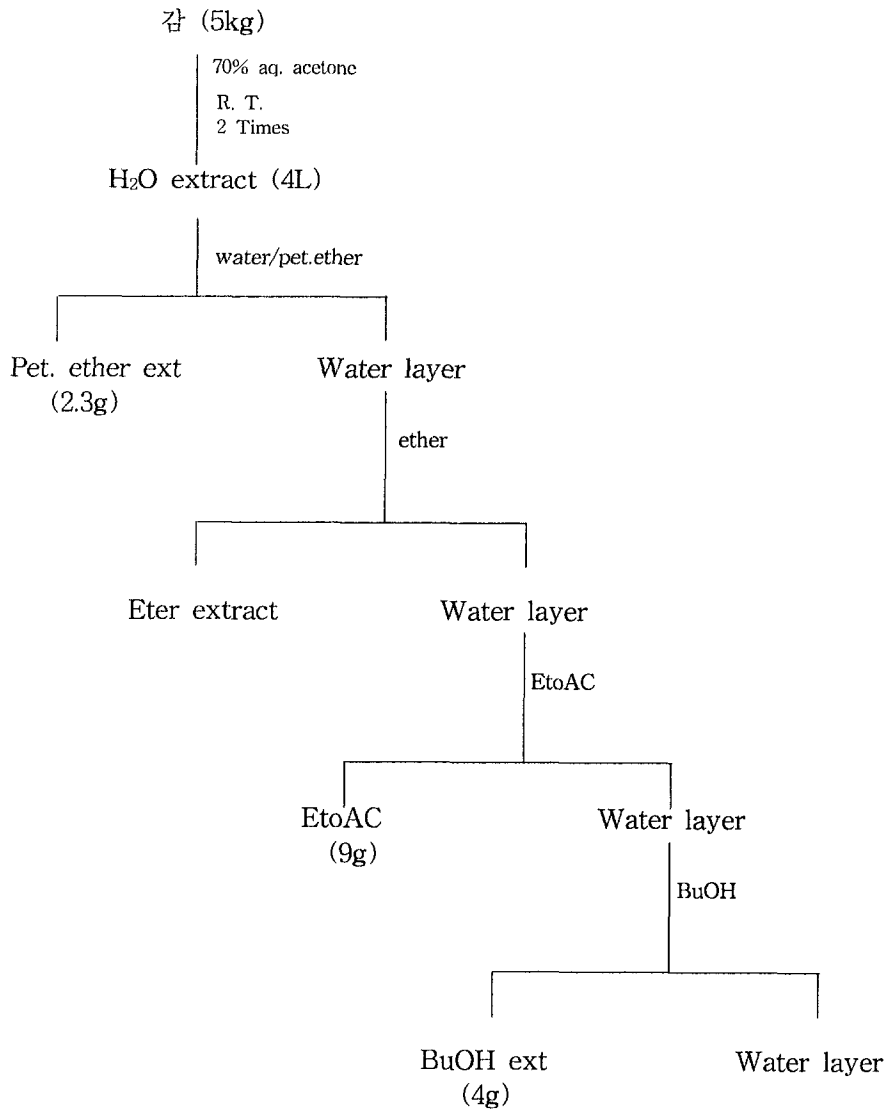 감 (5kg)
70% aq. acetone
R. T.
2 Times
H₂O extract (4L)
water/pet.ether
Pet. ether ext
(2.3g)
Water layer
ether
Eter extract
Water layer
EtoAC
EtoAC
(9g)
Water layer
BuOH
BuOH ext
(4g)
Water layer